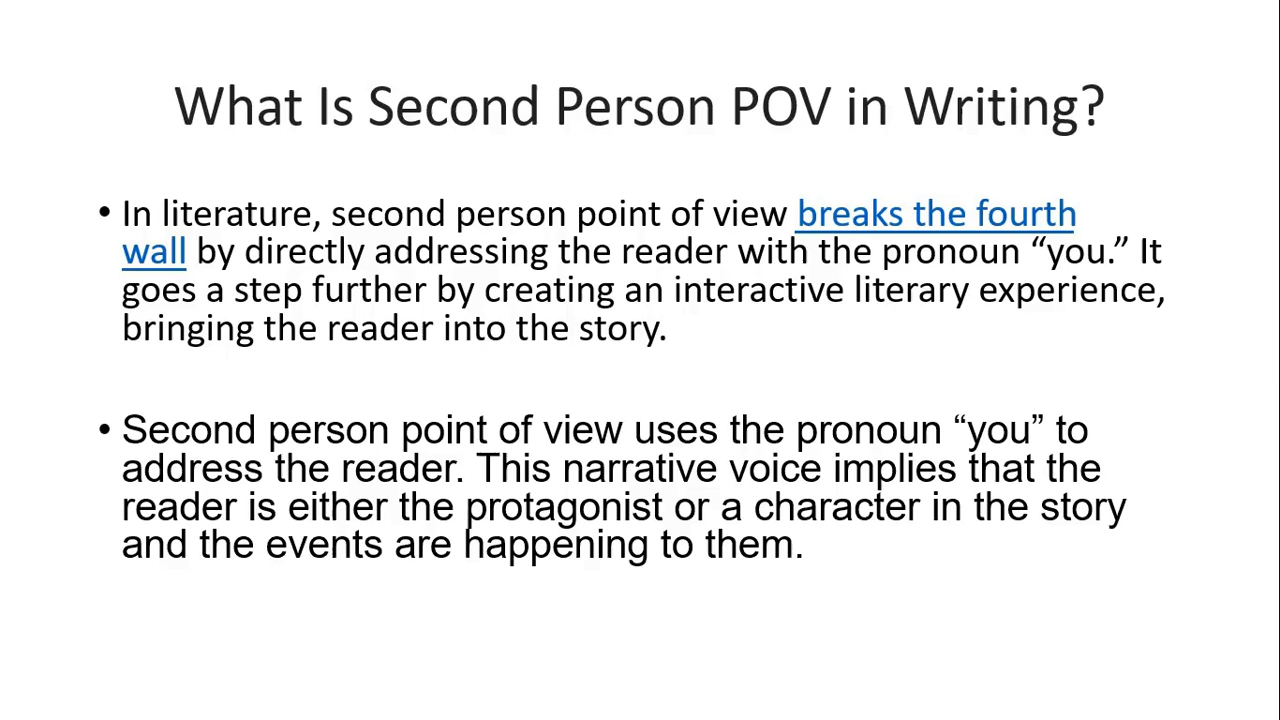 What Is Second Person POV in Writing?
• In literature, second person point of view breaks the fourth
wall by directly addressing the reader with the pronoun “you.” It
goes a step further by creating an interactive literary experience,
bringing the reader into the story.
• Second person point of view uses the pronoun “you” to
address the reader. This narrative voice implies that the
reader is either the protagonist or a character in the story
and the events are happening to them.